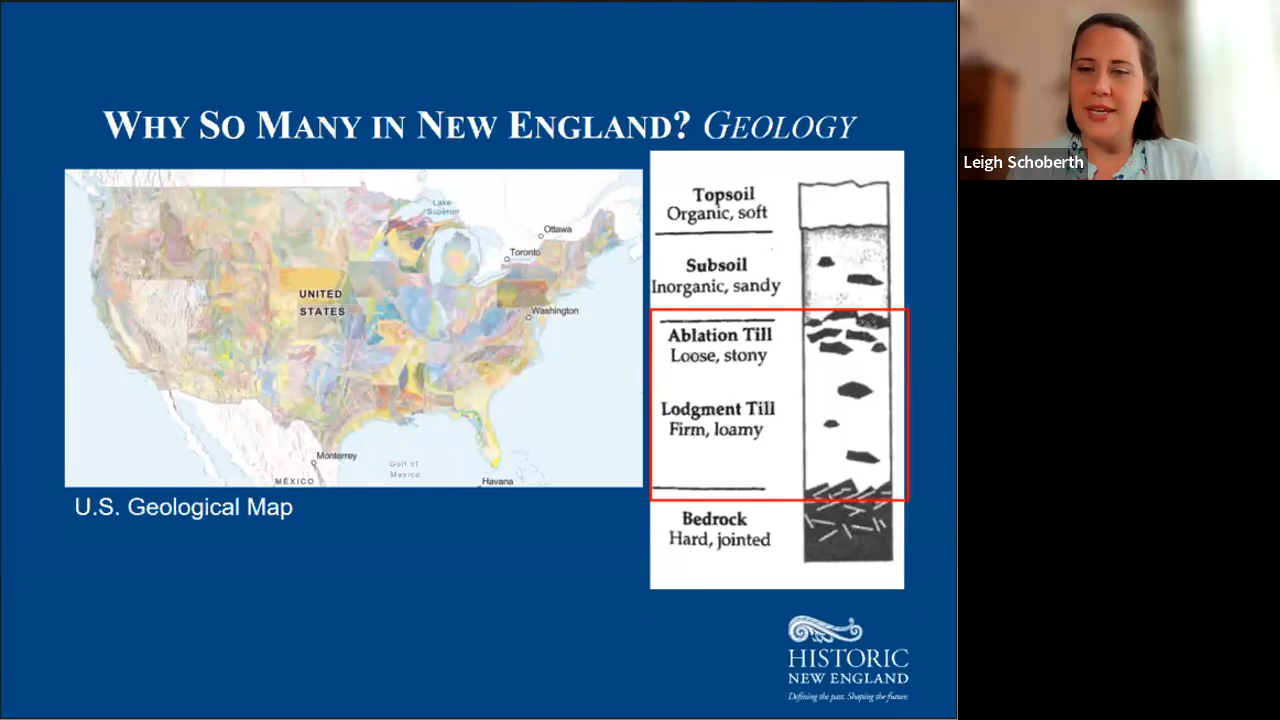 WHY SO MANY IN NEW ENGLAND? GEOLOGY
Lake
Superior
Ottawa
Toronto
UNITED
STATES
Washington
Monterrey
Gulf of
Mexico
MÉXICO
Havana
U.S. Geological Map
Topsoil
Organic, soft
Subsoil
Inorganic, sandy
Ablation Till
Loose, stony
Lodgment Till
Firm, loamy
Bedrock
Hard, jointed
HISTORIC
NEW ENGLAND
Defining the past. Shaping the future.
Leigh Schoberth